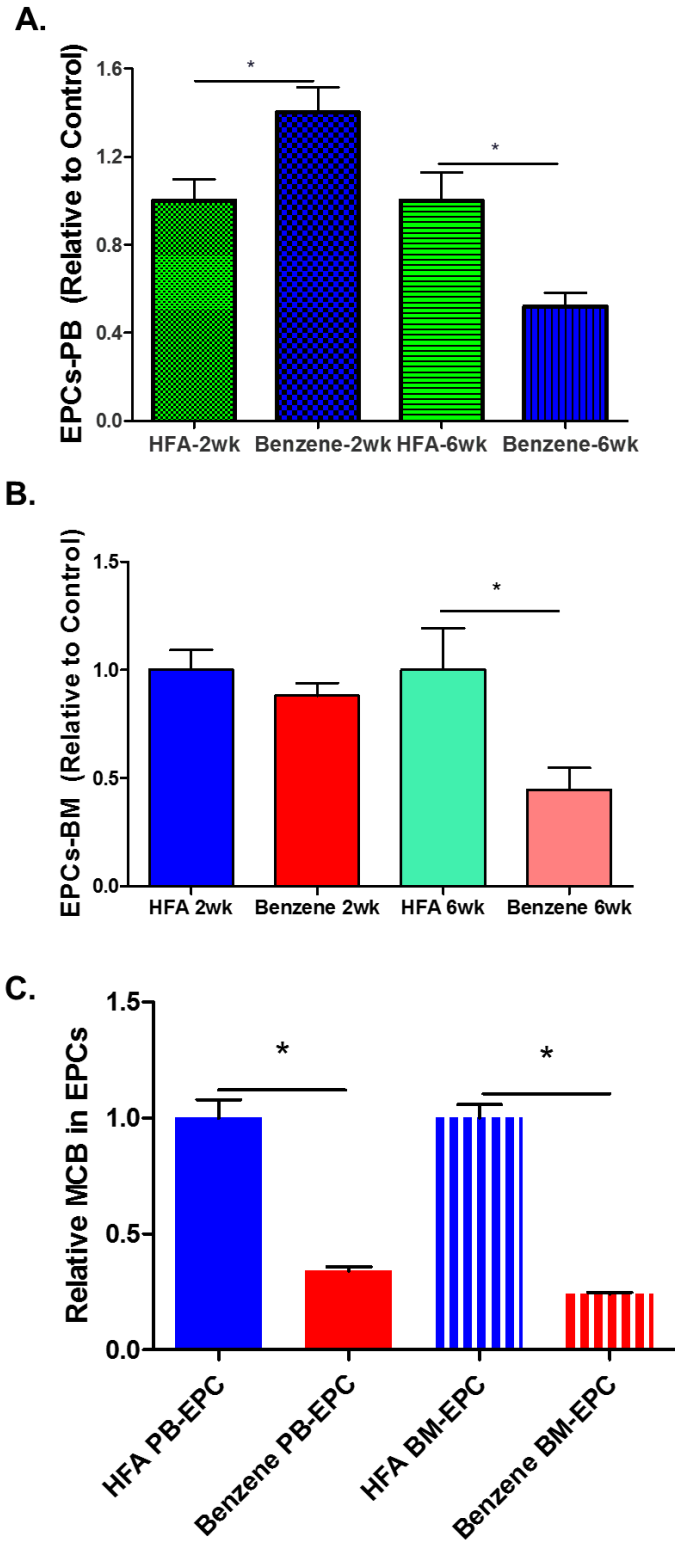 A.
EPCs-PB (Relative to Control)
1.6
1.2
0.8
0.4
0.0
*
*
HFA-2wk Benzene-2wk HFA-6wk Benzene-6wk
B.
EPCs-BM (Relative to Control)
1.5
1.0
0.5
0.0
*
HFA 2wk Benzene 2wk HFA 6wk Benzene 6wk
C.
Relative MCB in EPCs
1.5
1.0
0.5
0.0
*
*
HFA PB-EPC
Benzene PB-EPC
HFA BM-EPC
Benzene BM-EPC